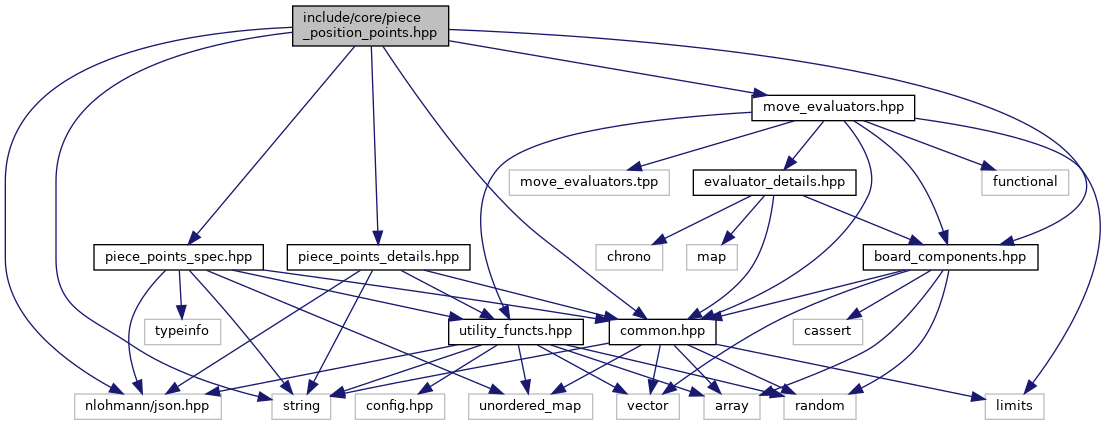 include/core/piece
_position_points.hpp
move_evaluators.hpp
move_evaluators.tpp
evaluator_details.hpp
functional
piece_points_spec.hpp
piece_points_details.hpp
chrono
map
board_components.hpp
typeinfo
utility_functs.hpp
common.hpp
cassert
nlohmann/json.hpp
string
config.hpp
unordered_map
vector
array
random
limits